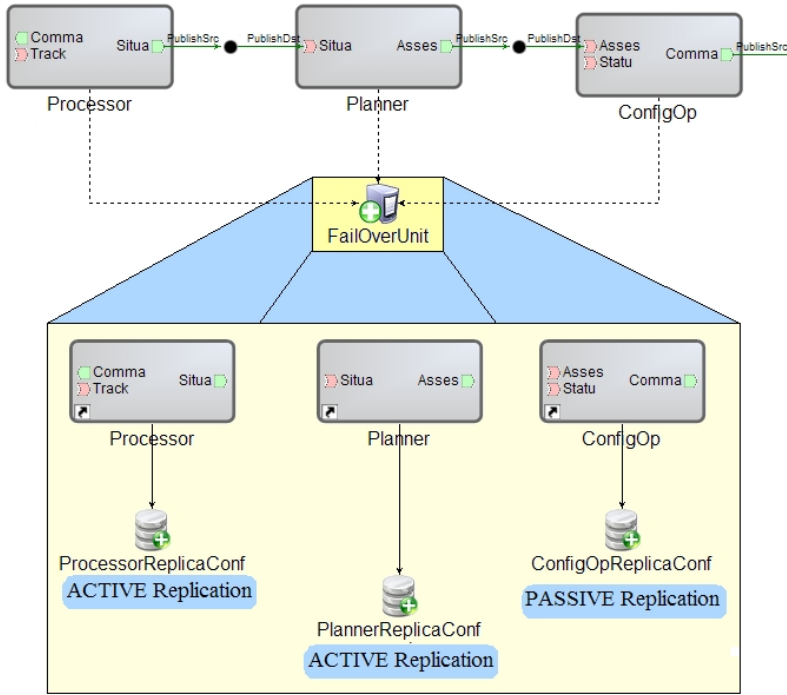 Comma
Track
Situa
PublishSrc
PublishDst
Situa
Asses
PublishSrc
PublishDst
Asses
Statu
Comma
PublishSrc
Processor
Planner
ConfigOp
FailOverUnit
Comma
Track
Situa
Situa
Asses
Asses
Statu
Comma
Processor
Planner
ConfigOp
ProcessorReplicaConf
ACTIVE Replication
PlannerReplicaConf
ACTIVE Replication
ConfigOpReplicaConf
PASSIVE Replication